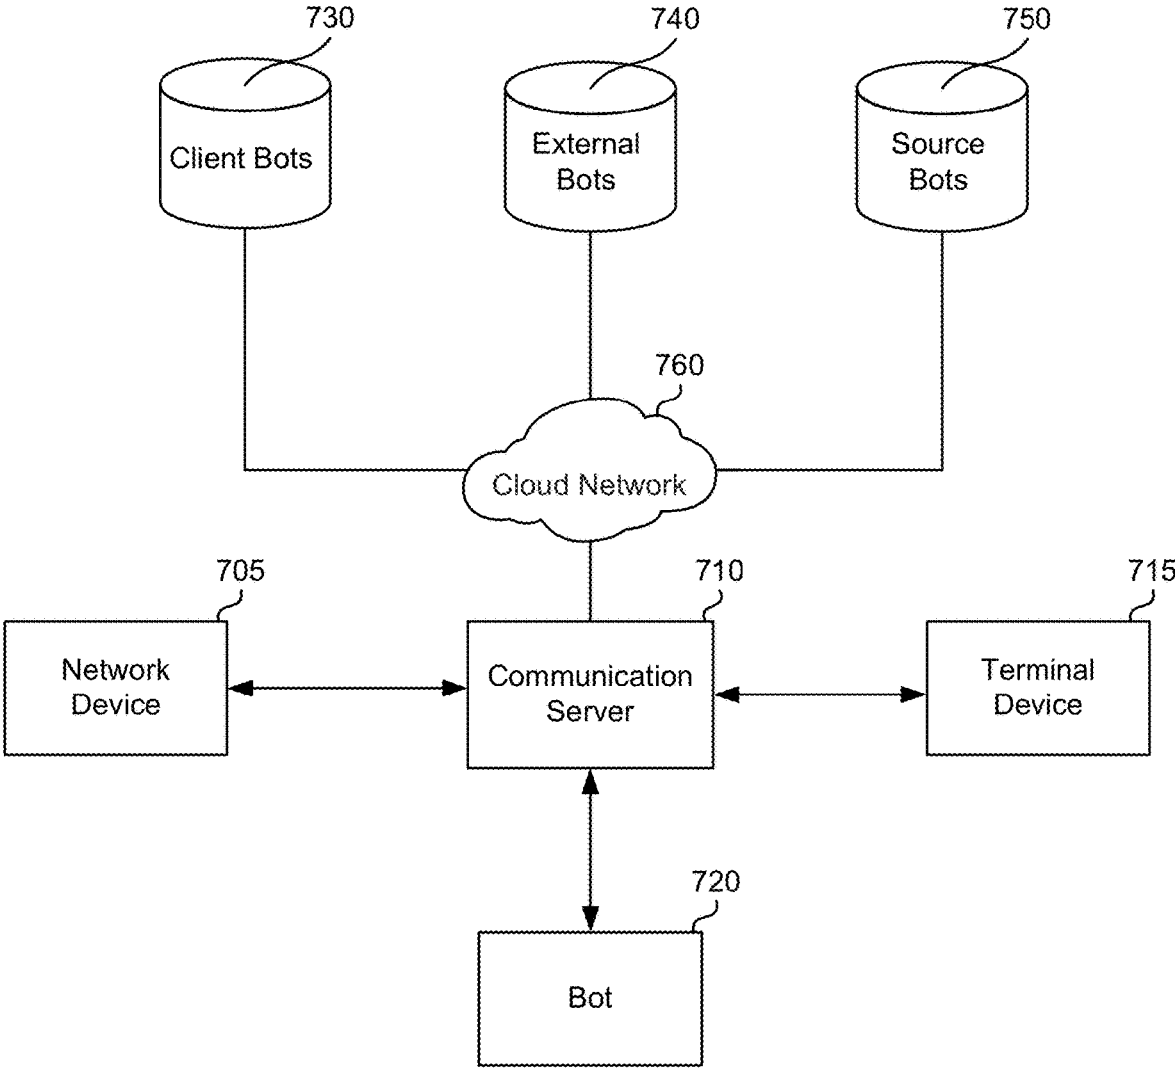 730
740
750
Client Bots
External
Bots
Source
Bots
760
Cloud Network
705
710
715
Network
Device
Communication
Server
Terminal
Device
720
Bot